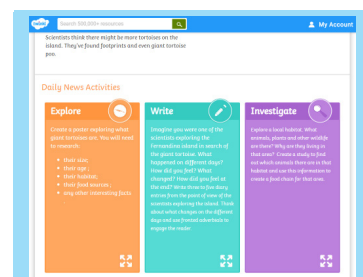 twinkl
Search 500,000+ resources
My Account
Scientists think there might be more tortoises on the
island. They've found footprints and even giant tortoise
poo.
Daily News Activities
Explore
Create a poster exploring what
giant tortoises are. You will need
to research:
• their size;
• their age;
• their habitat;
• their food sources;
• any other interesting facts
Write
Imagine you were one of the
scientists exploring the
Fernandina island in search of
the giant tortoise. What
happened on different days?
How did you feel? What
changed? How did you feel at
the end? Write three to five diary
entries from the point of view of the
scientists exploring the island. Think
about what changes on the different
days and use fronted adverbials to
engage the reader.
Investigate
Explore a local habitat. What
animals, plants and other wildlife
are there? Why are they living in
that area? Create a study to find
out which animals there are in that
habitat and use this information to
create a food chain for that area.